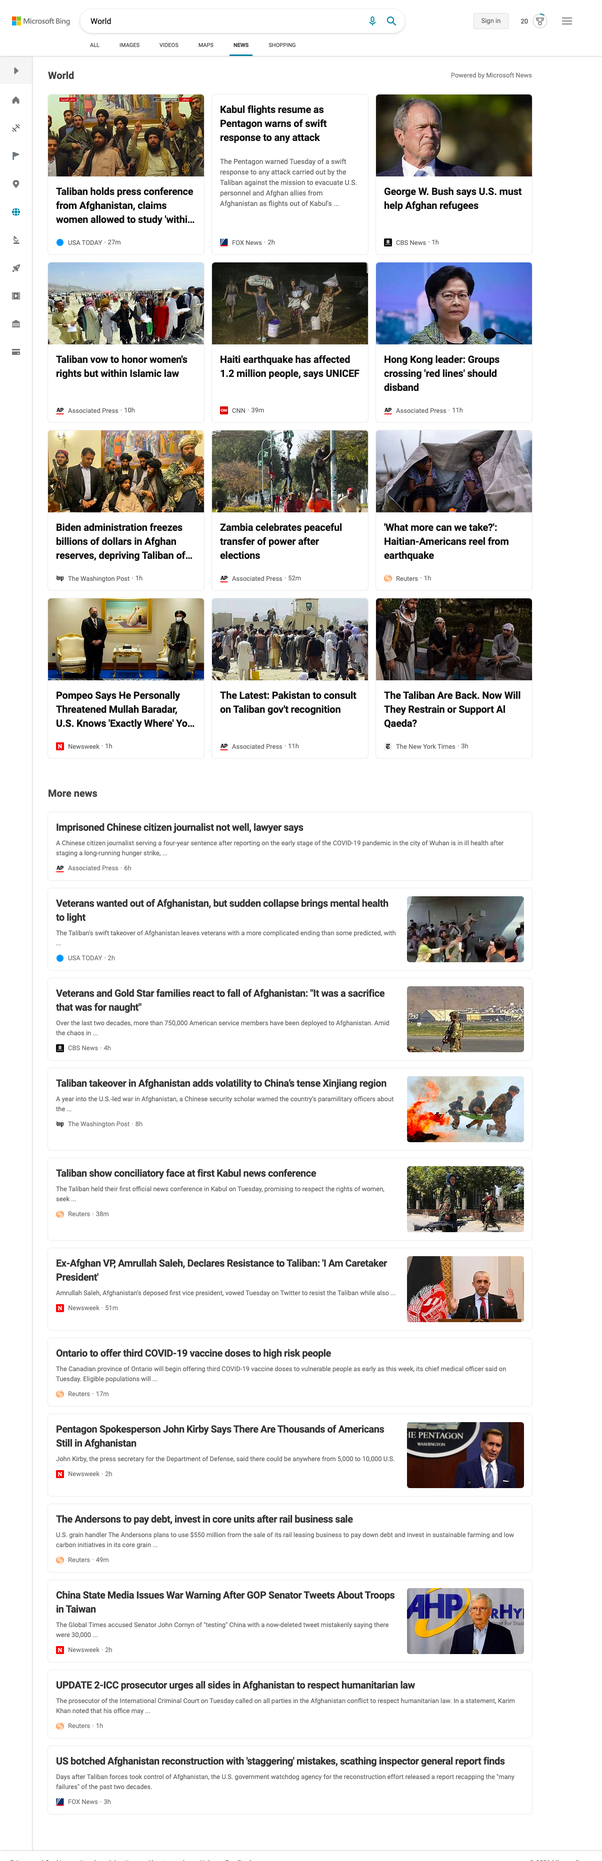 Microsoft Bing
World
Sign in
20
ALL
IMAGES
VIDEOS
MAPS
NEWS
SHOPPING
World
Powered by Microsoft News
Taliban holds press conference
from Afghanistan, claims
women allowed to study 'withi...
USA TODAY · 27m
Kabul flights resume as
Pentagon warns of swift
response to any attack
The Pentagon warned Tuesday of a swift
response to any attack carried out by the
Taliban against the mission to evacuate U.S.
personnel and Afghan allies from
Afghanistan as flights out of Kabul's ...
FOX News · 2h
George W. Bush says U.S. must
help Afghan refugees
CBS News · 1h
Taliban vow to honor women's
rights but within Islamic law
AP Associated Press · 10h
Haiti earthquake has affected
1.2 million people, says UNICEF
CNN · 39m
Hong Kong leader: Groups
crossing 'red lines' should
disband
AP Associated Press · 11h
Biden administration freezes
billions of dollars in Afghan
reserves, depriving Taliban of...
wp The Washington Post · 1h
Zambia celebrates peaceful
transfer of power after
elections
AP Associated Press · 52m
'What more can we take?':
Haitian-Americans reel from
earthquake
Reuters · 1h
Pompeo Says He Personally
Threatened Mullah Baradar,
U.S. Knows 'Exactly Where' Yo...
N Newsweek · 1h
The Latest: Pakistan to consult
on Taliban gov't recognition
AP Associated Press · 11h
The Taliban Are Back. Now Will
They Restrain or Support Al
Qaeda?
The New York Times · 3h
More news
Imprisoned Chinese citizen journalist not well, lawyer says
A Chinese citizen journalist serving a four-year sentence after reporting on the early stage of the COVID-19 pandemic in the city of Wuhan is in ill health after
staging a long-running hunger strike, ...
AP Associated Press · 6h
Veterans wanted out of Afghanistan, but sudden collapse brings mental health
to light
The Taliban's swift takeover of Afghanistan leaves veterans with a more complicated ending than some predicted, with
...
USA TODAY · 2h
Veterans and Gold Star families react to fall of Afghanistan: "It was a sacrifice
that was for naught"
Over the last two decades, more than 750,000 American service members have been deployed to Afghanistan. Amid
the chaos in ...
CBS News · 4h
Taliban takeover in Afghanistan adds volatility to China's tense Xinjiang region
A year into the U.S.-led war in Afghanistan, a Chinese security scholar warned the country's paramilitary officers about
the ...
wp The Washington Post · 8h
Taliban show conciliatory face at first Kabul news conference
The Taliban held their first official news conference in Kabul on Tuesday, promising to respect the rights of women,
seek ...
Reuters · 38m
Ex-Afghan VP, Amrullah Saleh, Declares Resistance to Taliban: 'I Am Caretaker
President'
Amrullah Saleh, Afghanistan's deposed first vice president, vowed Tuesday on Twitter to resist the Taliban while also ...
N Newsweek · 51m
Ontario to offer third COVID-19 vaccine doses to high risk people
The Canadian province of Ontario will begin offering third COVID-19 vaccine doses to vulnerable people as early as this week, its chief medical officer said on
Tuesday. Eligible populations will ...
Reuters · 17m
Pentagon Spokesperson John Kirby Says There Are Thousands of Americans
Still in Afghanistan
John Kirby, the press secretary for the Department of Defense, said there could be anywhere from 5,000 to 10,000 U.S.
N Newsweek · 2h
HE PENTAGON
WASHINGTON
The Andersons to pay debt, invest in core units after rail business sale
U.S. grain handler The Andersons plans to use $550 million from the sale of its rail leasing business to pay down debt and invest in sustainable farming and low
carbon initiatives in its core grain ...
Reuters · 49m
China State Media Issues War Warning After GOP Senator Tweets About Troops
in Taiwan
The Global Times accused Senator John Cornyn of "testing" China with a now-deleted tweet mistakenly saying there
were 30,000 ...
N Newsweek · 2h
AHP
UPDATE 2-ICC prosecutor urges all sides in Afghanistan to respect humanitarian law
The prosecutor of the International Criminal Court on Tuesday called on all parties in the Afghanistan conflict to respect humanitarian law. In a statement, Karim
Khan noted that his office may ...
Reuters · 1h
US botched Afghanistan reconstruction with 'staggering' mistakes, scathing inspector general report finds
Days after Taliban forces took control of Afghanistan, the U.S. government watchdog agency for the reconstruction effort released a report recapping the "many
failures" of the past two decades.
FOX News · 3h